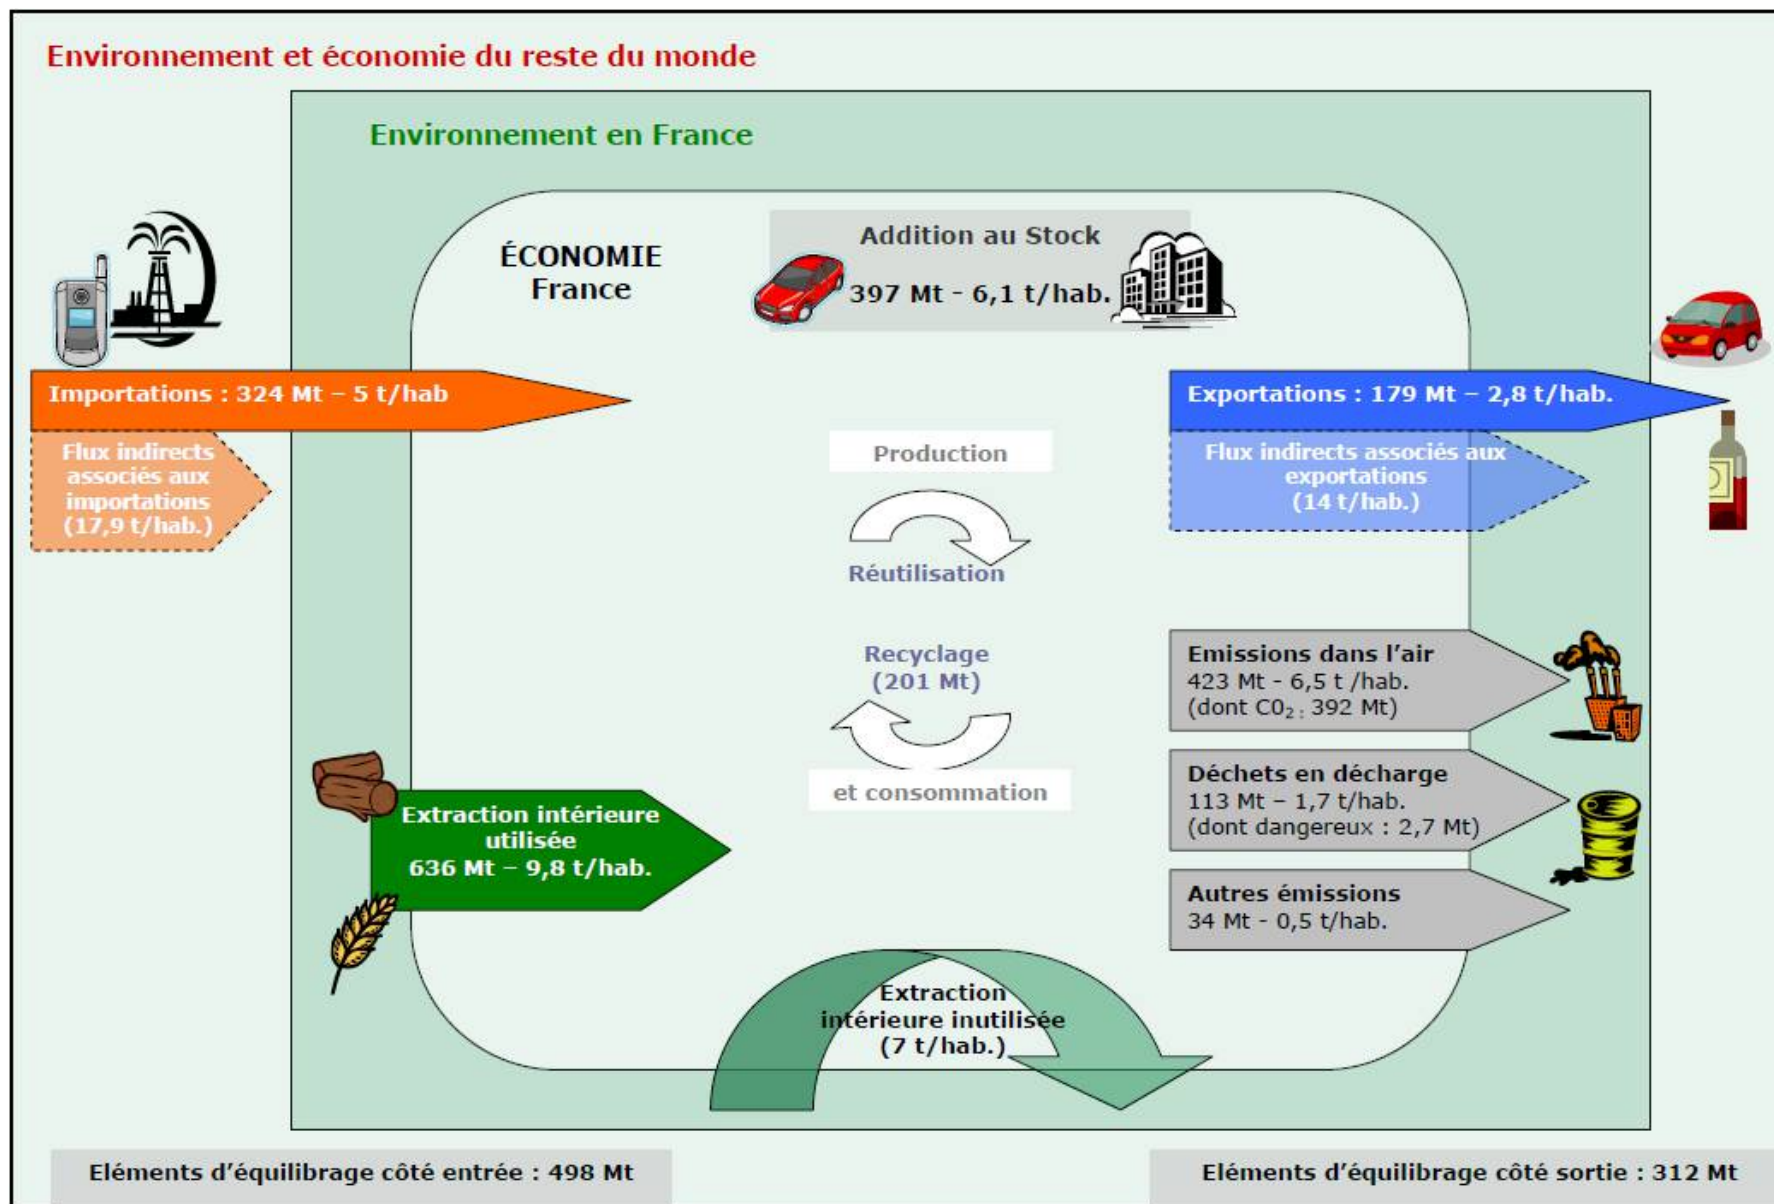 Environnement et économie du reste du monde
Environnement en France
ÉCONOMIE
France
Addition au Stock
397 Mt - 6,1 t/hab.
Importations : 324 Mt – 5 t/hab
Flux indirects
associés aux
importations
(17,9 t/hab.)
Exportations : 179 Mt – 2,8 t/hab.
Flux indirects associés aux
exportations
(14 t/hab.)
Production
Réutilisation
Recyclage
(201 Mt)
et consommation
Emissions dans l’air
423 Mt - 6,5 t /hab.
(dont C0₂ : 392 Mt)
Déchets en décharge
113 Mt – 1,7 t/hab.
(dont dangereux : 2,7 Mt)
Autres émissions
34 Mt - 0,5 t/hab.
Extraction intérieure
utilisée
636 Mt – 9,8 t/hab.
Extraction
intérieure inutilisée
(7 t/hab.)
Eléments d’équilibrage côté entrée : 498 Mt
Eléments d’équilibrage côté sortie : 312 Mt